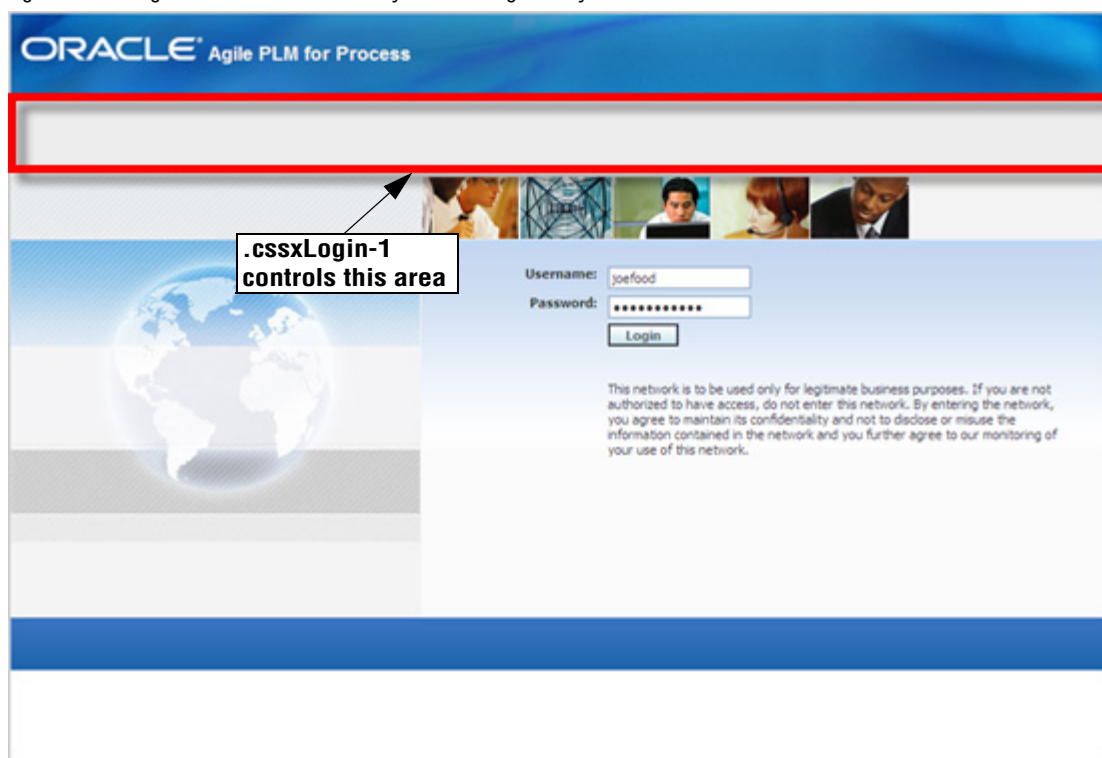 ORACLE® Agile PLM for Process
.cssxLogin-1
controls this area
Username:
joefood
Password:
•••••••••••
Login
This network is to be used only for legitimate business purposes. If you are not
authorized to have access, do not enter this network. By entering the network,
you agree to maintain its confidentiality and not to disclose or misuse the
information contained in the network and you further agree to our monitoring of
your use of this network.